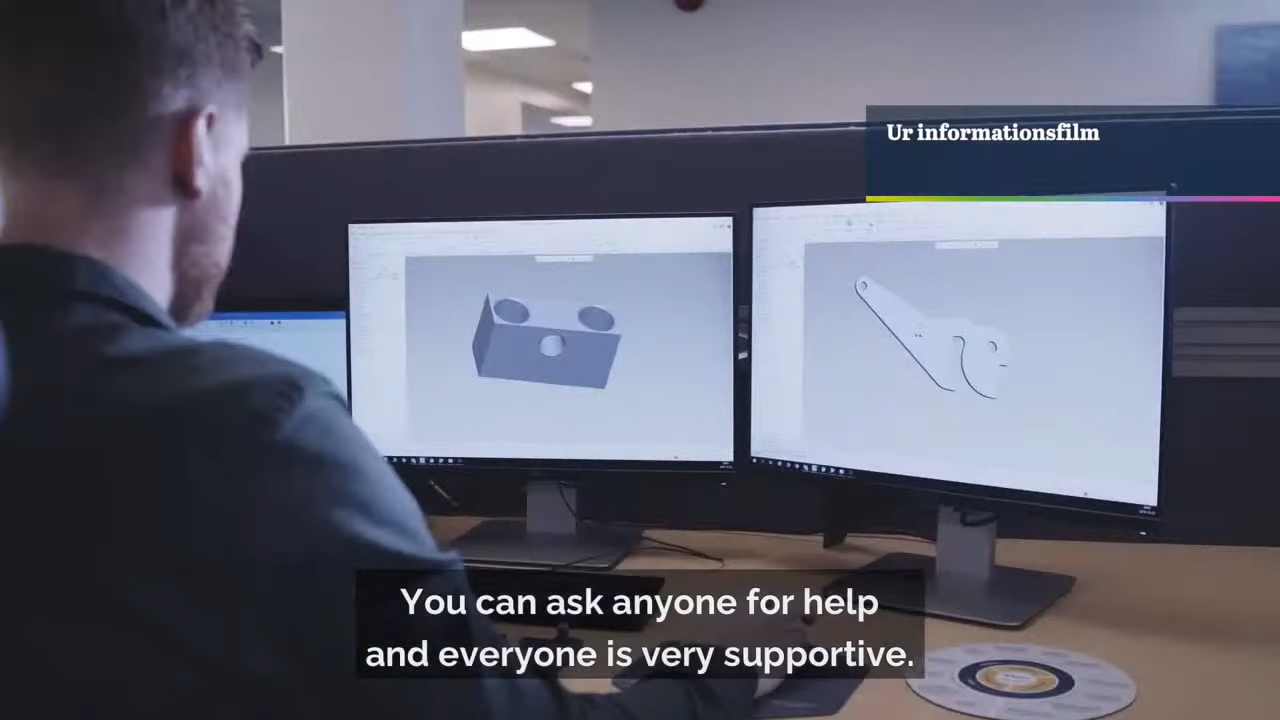 Ur informationsfilm
You can ask anyone for help
and everyone is very supportive.